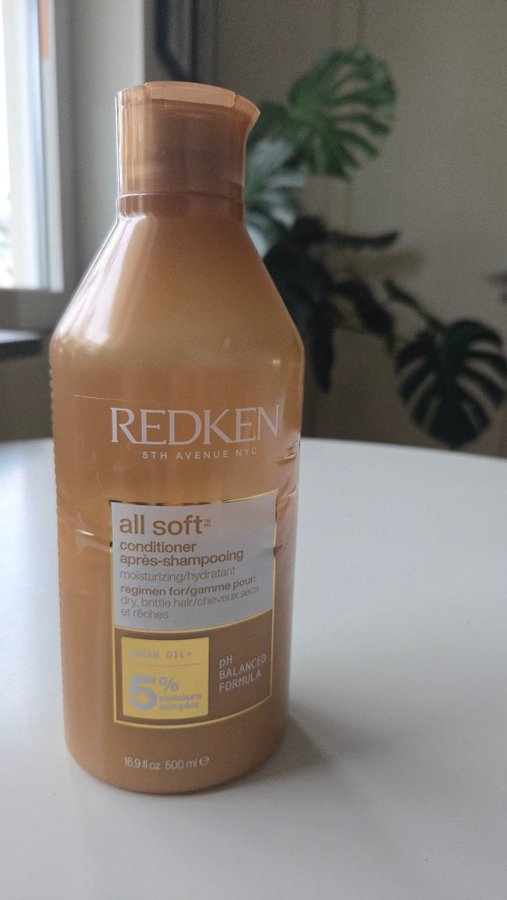 REDKEN
5TH AVENUE NYC
all soft™
conditioner
après-shampooing
moisturizing/hydratant
regimen for/gamme pour:
dry, brittle hair/cheveux secs
et rêches
ARGAN OIL+
5%
moisture
complex
pH
BALANCED
FORMULA
16.9 fl oz 500 ml ℮